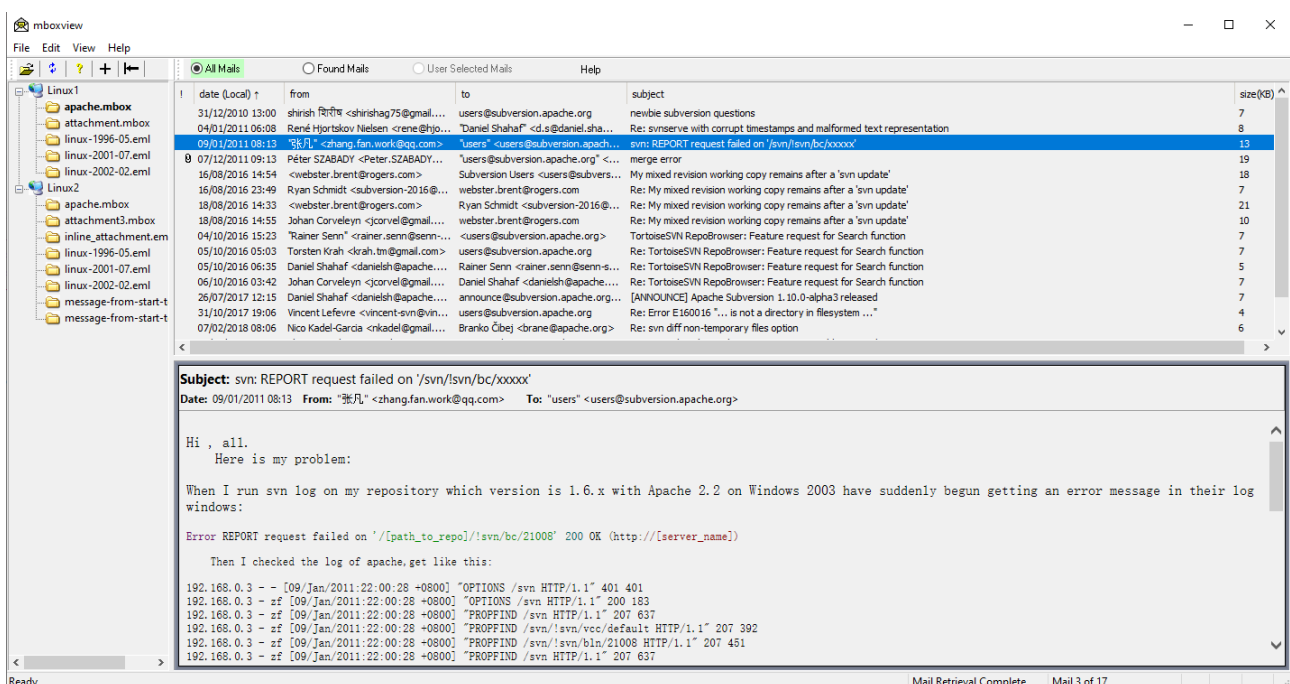 mboxview
File Edit View Help
All Mails Found Mails User Selected Mails Help
Linux1
apache.mbox
attachment.mbox
linux-1996-05.eml
linux-2001-07.eml
linux-2002-02.eml
Linux2
apache.mbox
attachment3.mbox
inline_attachment.em
linux-1996-05.eml
linux-2001-07.eml
linux-2002-02.eml
message-from-start-t
message-from-start-t
! date (Local) ↑ from to subject size(KB)
31/12/2010 13:00 shirish शिरीष <shirishag75@gmail.... users@subversion.apache.org newbie subversion questions 7
04/01/2011 06:08 René Hjortskov Nielsen <rene@hjo... "Daniel Shahaf" <d.s@daniel.sha... Re: svnserve with corrupt timestamps and malformed text representation 8
09/01/2011 08:13 "张凡" <zhang.fan.work@qq.com> "users" <users@subversion.apach... svn: REPORT request failed on '/svn/!svn/bc/xxxxx' 13
07/12/2011 09:13 Péter SZABADY <Peter.SZABADY... "users@subversion.apache.org" <... merge error 19
16/08/2016 14:54 <webster.brent@rogers.com> Subversion Users <users@subvers... My mixed revision working copy remains after a 'svn update' 18
16/08/2016 23:49 Ryan Schmidt <subversion-2016@... webster.brent@rogers.com Re: My mixed revision working copy remains after a 'svn update' 7
18/08/2016 14:33 <webster.brent@rogers.com> Ryan Schmidt <subversion-2016@... Re: My mixed revision working copy remains after a 'svn update' 21
18/08/2016 14:55 Johan Corveleyn <jcorvel@gmail.... webster.brent@rogers.com Re: My mixed revision working copy remains after a 'svn update' 10
04/10/2016 15:23 "Rainer Senn" <rainer.senn@senn-... <users@subversion.apache.org> TortoiseSVN RepoBrowser: Feature request for Search function 7
05/10/2016 05:03 Torsten Krah <krah.tm@gmail.com> users@subversion.apache.org Re: TortoiseSVN RepoBrowser: Feature request for Search function 7
05/10/2016 06:35 Daniel Shahaf <danielsh@apache.... Rainer Senn <rainer.senn@senn-s... Re: TortoiseSVN RepoBrowser: Feature request for Search function 5
06/10/2016 03:42 Johan Corveleyn <jcorvel@gmail.... Daniel Shahaf <danielsh@apache.... Re: TortoiseSVN RepoBrowser: Feature request for Search function 7
26/07/2017 12:15 Daniel Shahaf <danielsh@apache.... announce@subversion.apache.org... [ANNOUNCE] Apache Subversion 1.10.0-alpha3 released 7
31/10/2017 19:06 Vincent Lefevre <vincent-svn@vin... users@subversion.apache.org Re: Error E160016 "... is not a directory in filesystem ..." 4
07/02/2018 08:06 Nico Kadel-Garcia <nkadel@gmail.... Branko Čibej <brane@apache.org> Re: svn diff non-temporary files option 6
Subject: svn: REPORT request failed on '/svn/!svn/bc/xxxxx'
Date: 09/01/2011 08:13 From: "张凡" <zhang.fan.work@qq.com> To: "users" <users@subversion.apache.org>
Hi , all.
Here is my problem:
When I run svn log on my repository which version is 1.6.x with Apache 2.2 on Windows 2003 have suddenly begun getting an error message in their log
windows:
Error REPORT request failed on '/[path_to_repo]/!svn/bc/21008' 200 OK (http://[server_name])
Then I checked the log of apache,get like this:
192.168.0.3 - - [09/Jan/2011:22:00:28 +0800] "OPTIONS /svn HTTP/1.1" 401 401
192.168.0.3 - zf [09/Jan/2011:22:00:28 +0800] "OPTIONS /svn HTTP/1.1" 200 183
192.168.0.3 - zf [09/Jan/2011:22:00:28 +0800] "PROPFIND /svn HTTP/1.1" 207 637
192.168.0.3 - zf [09/Jan/2011:22:00:28 +0800] "PROPFIND /svn/!svn/vcc/default HTTP/1.1" 207 392
192.168.0.3 - zf [09/Jan/2011:22:00:28 +0800] "PROPFIND /svn/!svn/bln/21008 HTTP/1.1" 207 451
192.168.0.3 - zf [09/Jan/2011:22:00:28 +0800] "PROPFIND /svn HTTP/1.1" 207 637
Ready Mail Retrieval Complete Mail 3 of 17